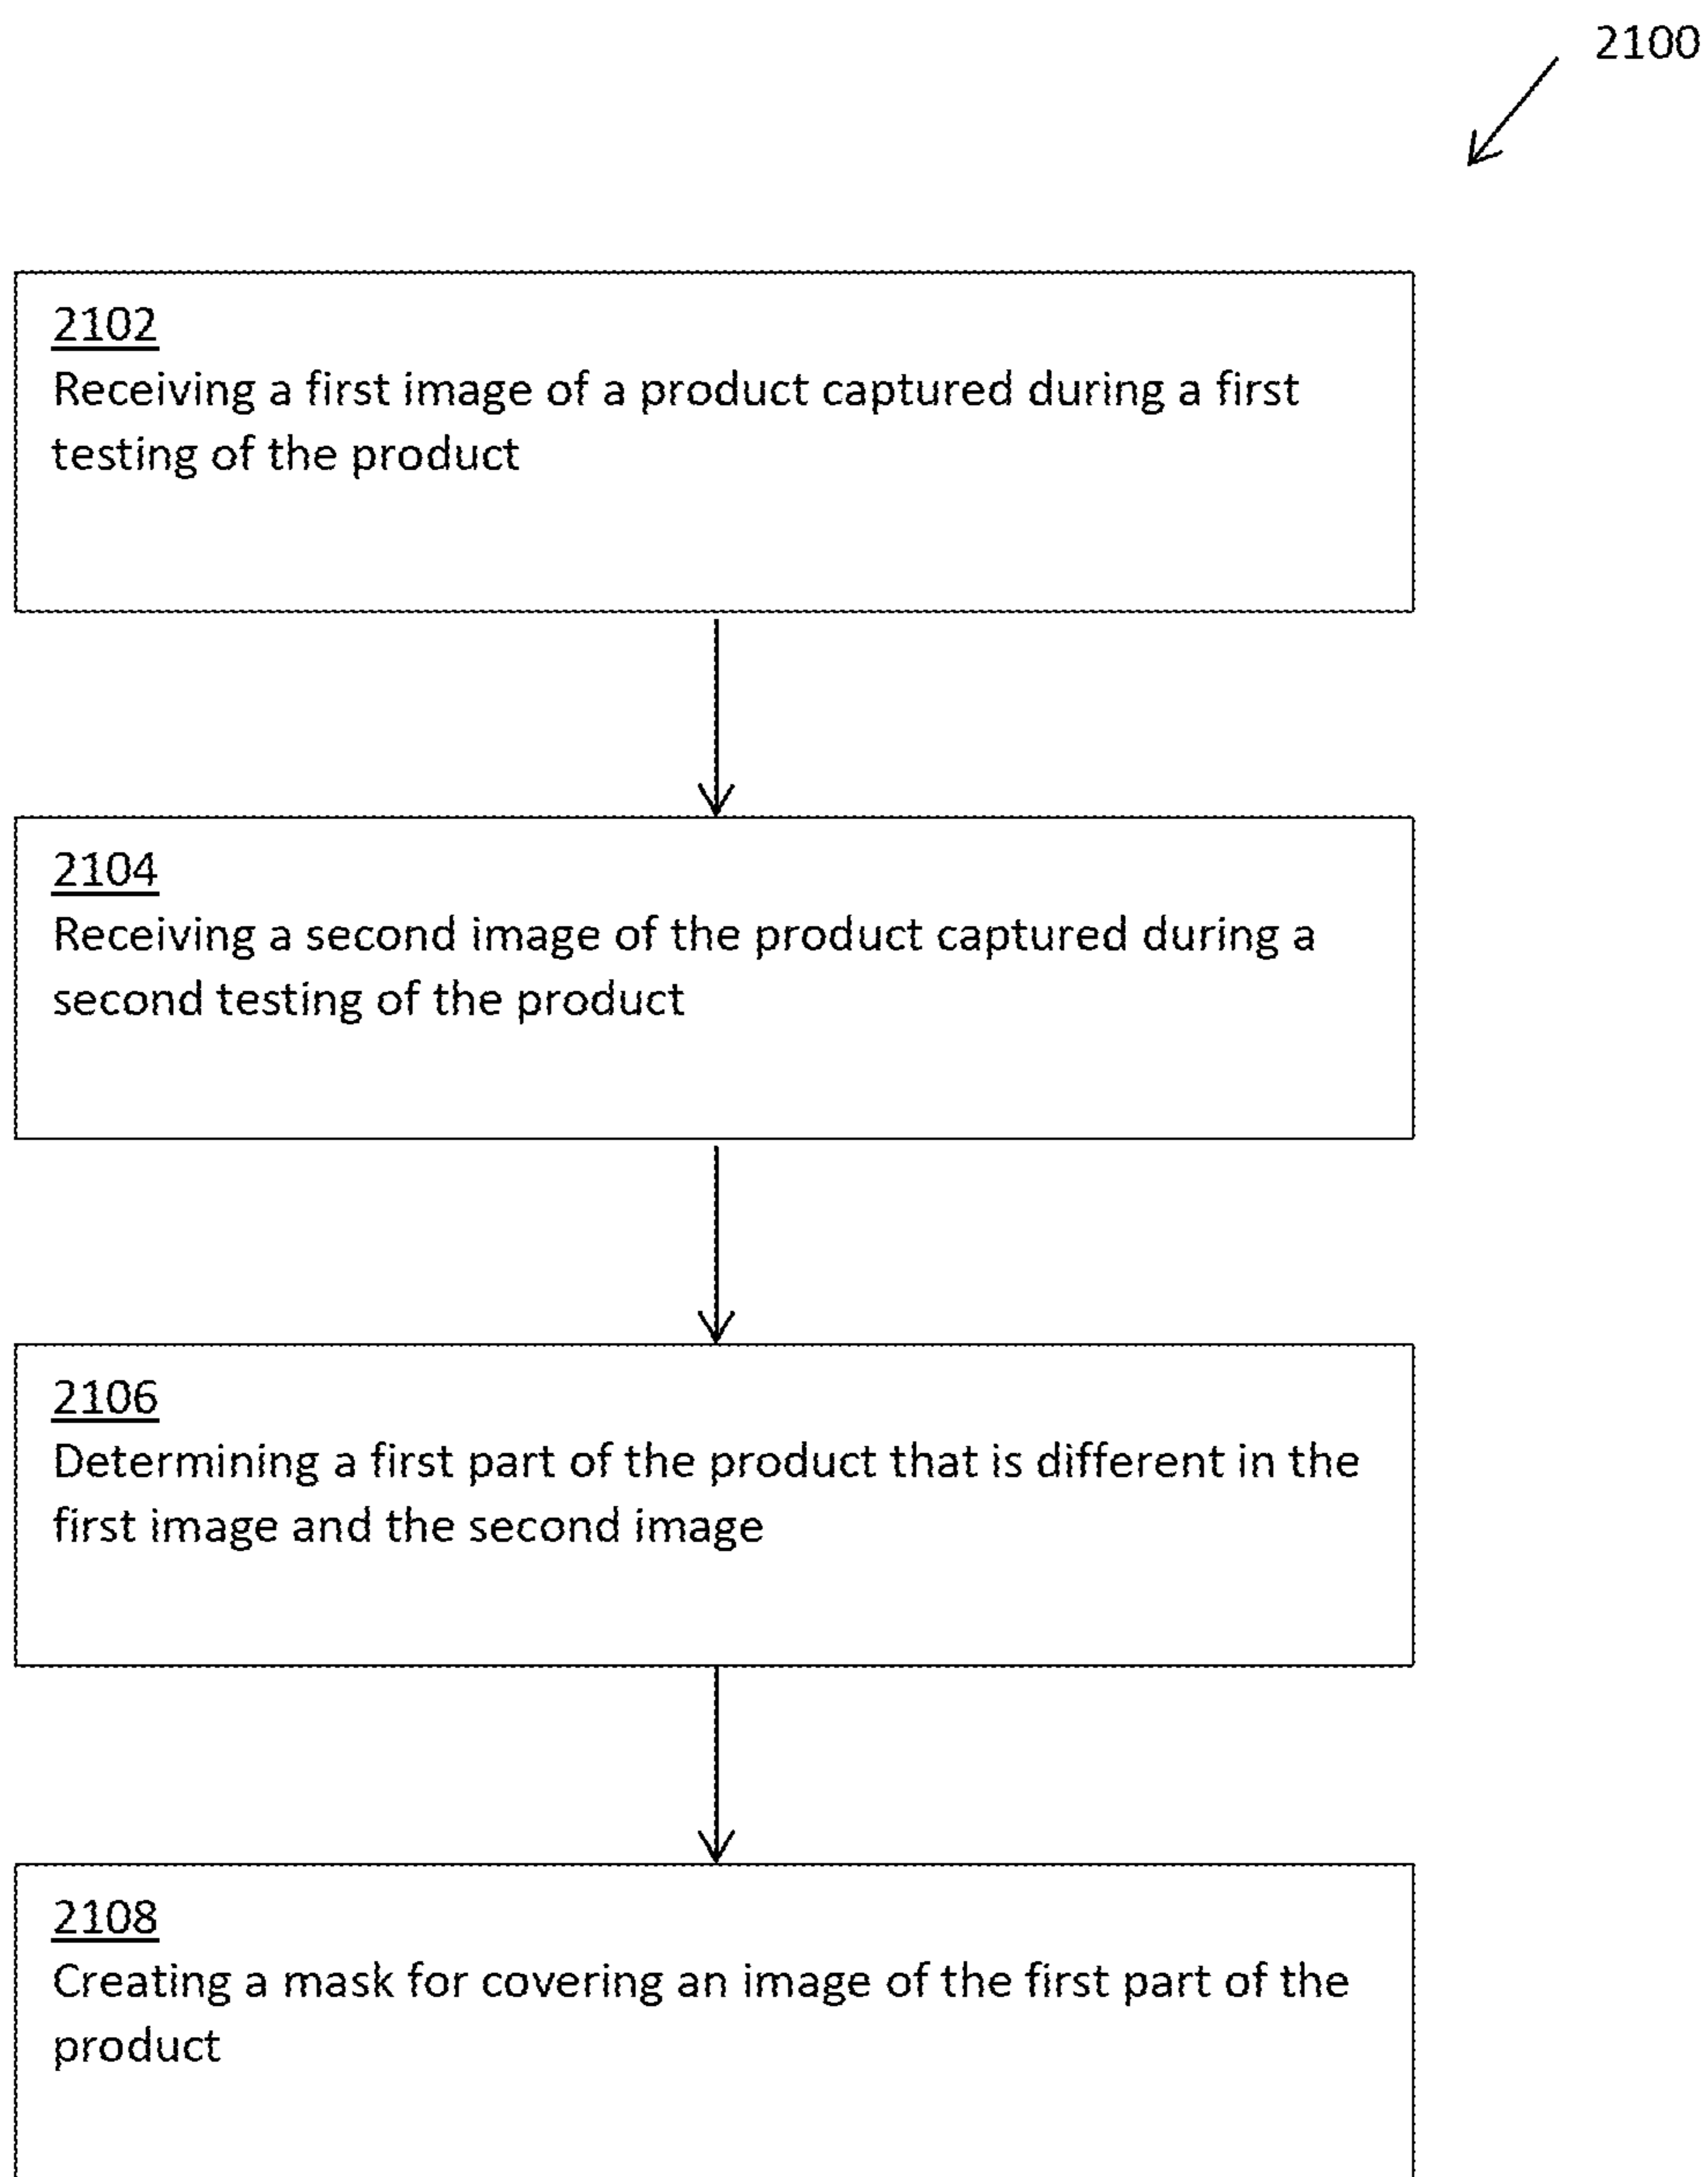 2100
2102
Receiving a first image of a product captured during a first
testing of the product
2104
Receiving a second image of the product captured during a
second testing of the product
2106
Determining a first part of the product that is different in the
first image and the second image
2108
Creating a mask for covering an image of the first part of the
product